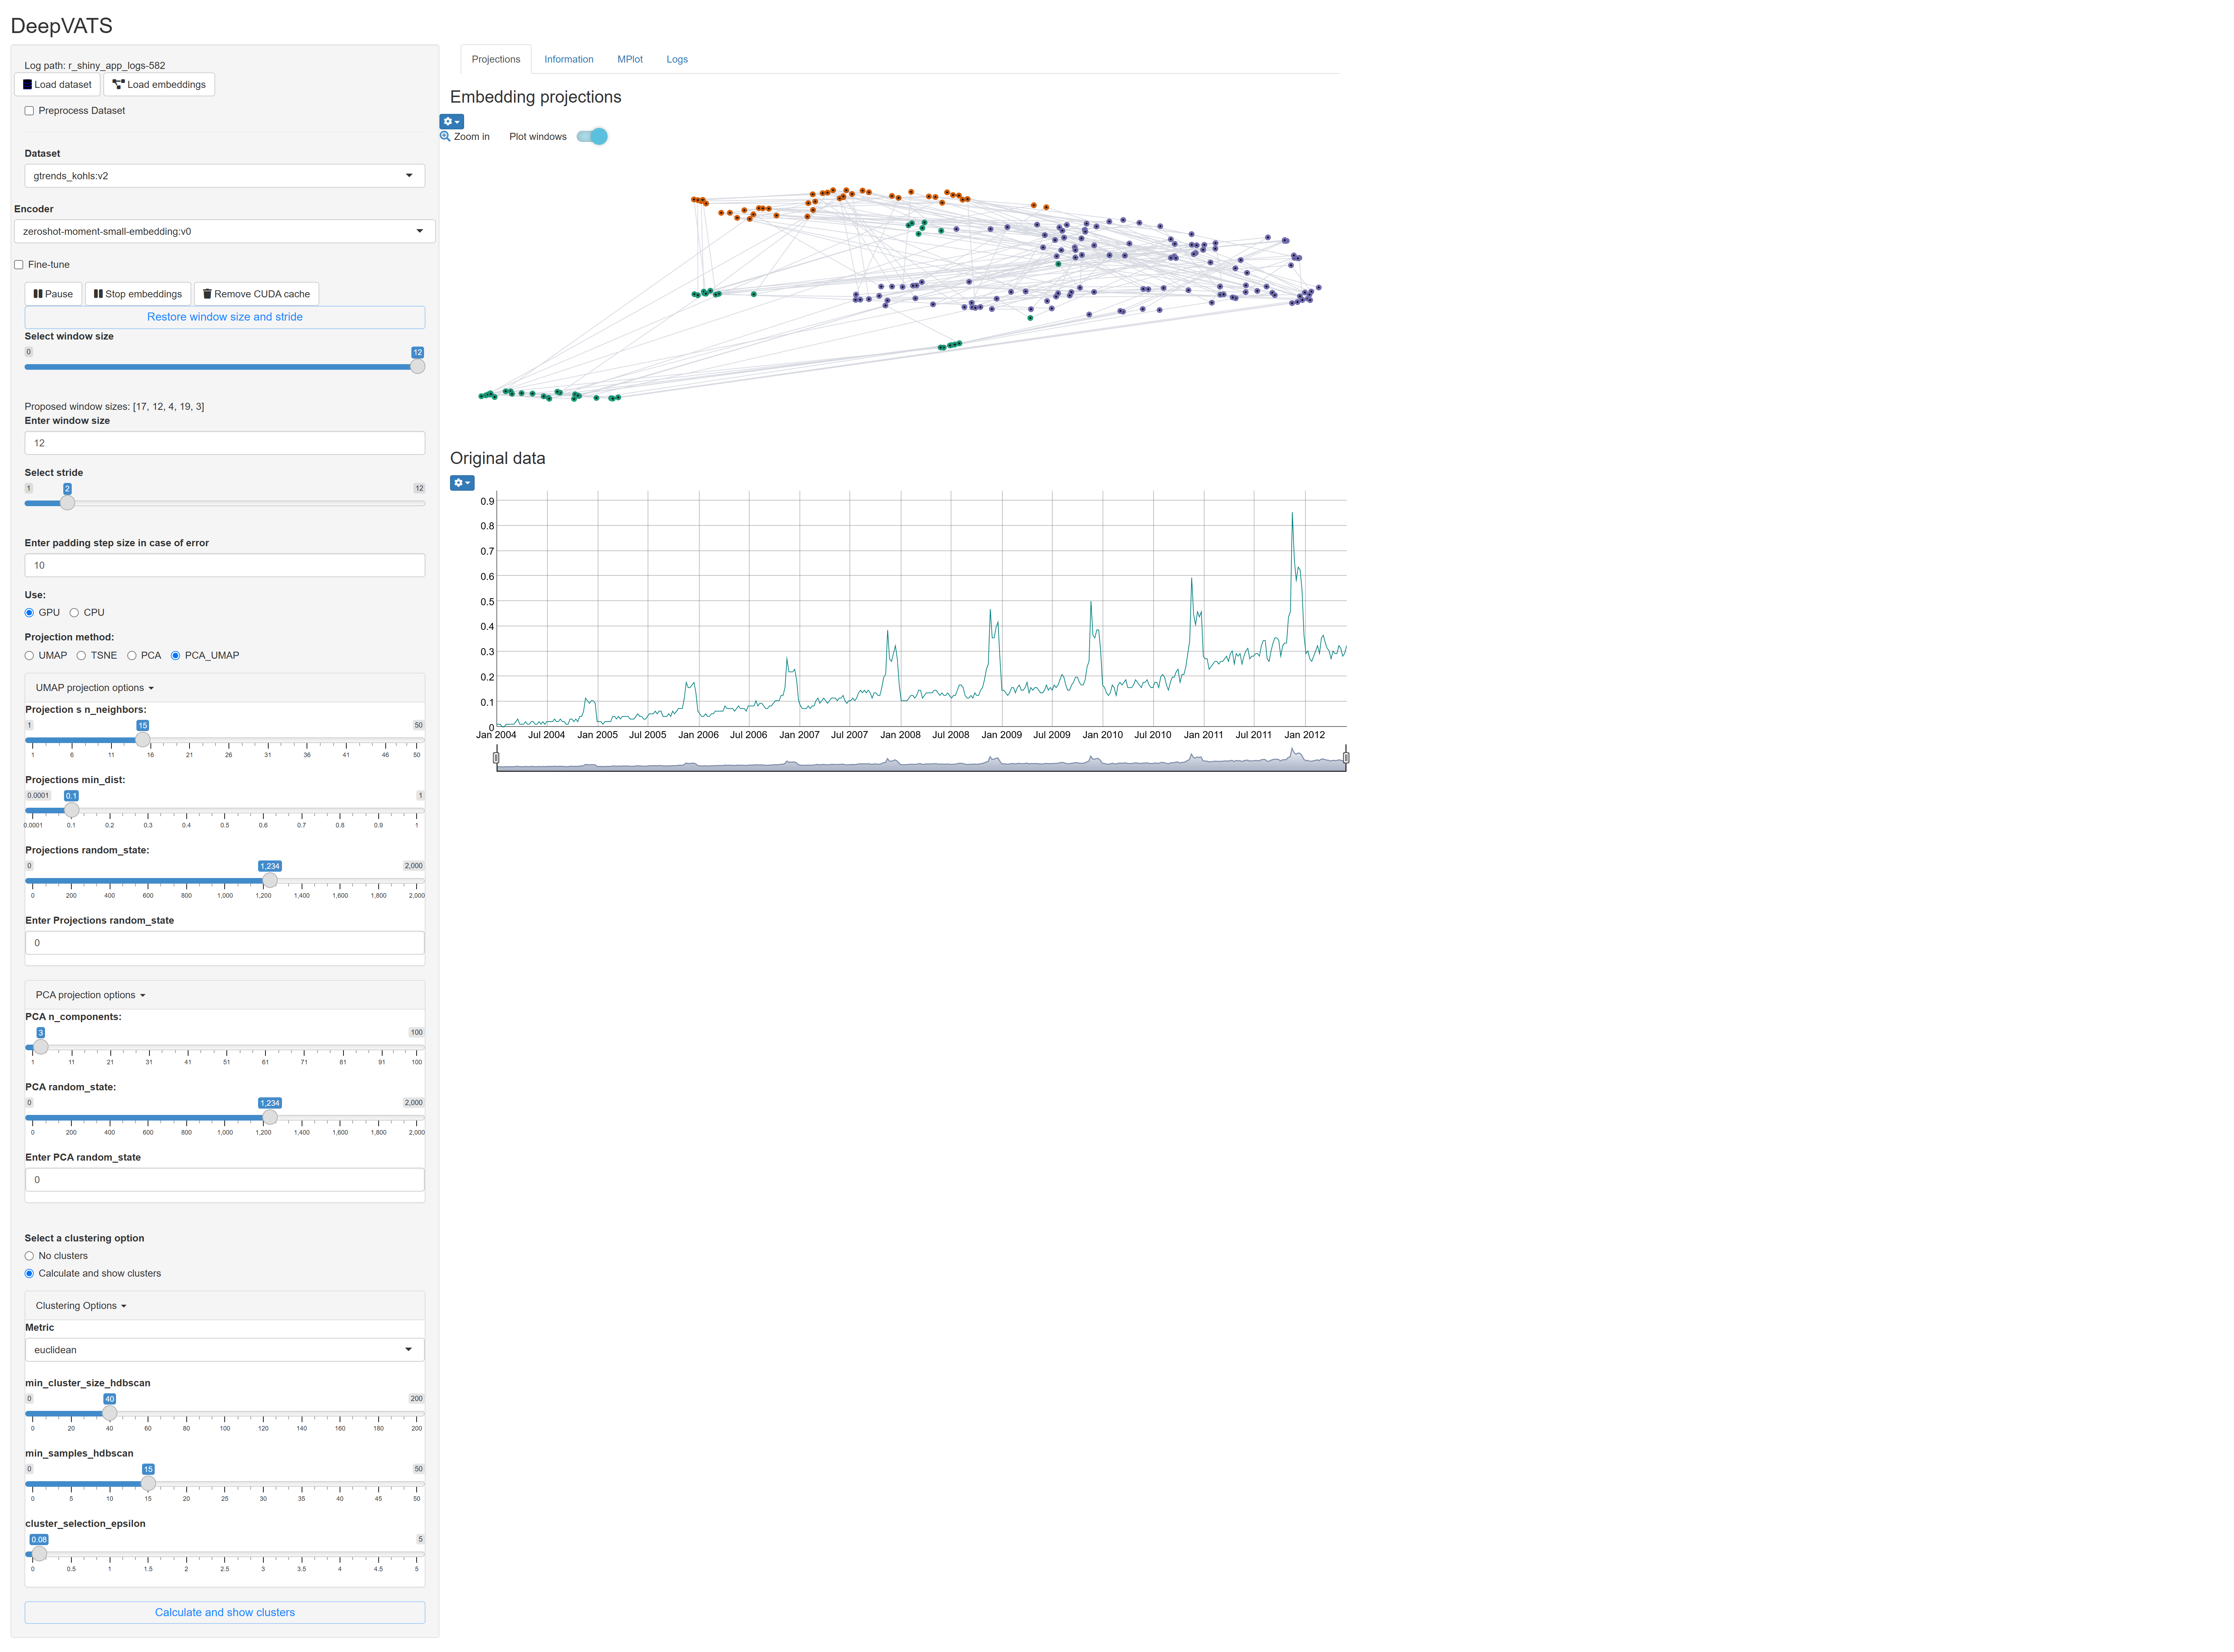 DeepVATS
Log path: r_shiny_app_logs-582
Load dataset Load embeddings
Preprocess Dataset
Dataset
gtrends_kohls:v2
Encoder
zeroshot-moment-small-embedding:v0
Fine-tune
Pause Stop embeddings Remove CUDA cache
Restore window size and stride
Select window size
0 12
Proposed window sizes: [17, 12, 4, 19, 3]
Enter window size
12
Select stride
1 2 12
Enter padding step size in case of error
10
Use:
GPU CPU
Projection method:
UMAP TSNE PCA PCA_UMAP
UMAP projection options
Projection s n_neighbors:
1 15 50
1 6 11 16 21 26 31 36 41 46 50
Projections min_dist:
0.0001 0.1 1
0.0001 0.1 0.2 0.3 0.4 0.5 0.6 0.7 0.8 0.9 1
Projections random_state:
0 1,234 2,000
0 200 400 600 800 1,000 1,200 1,400 1,600 1,800 2,000
Enter Projections random_state
0
PCA projection options
PCA n_components:
3 100
1 11 21 31 41 51 61 71 81 91 100
PCA random_state:
0 1,234 2,000
0 200 400 600 800 1,000 1,200 1,400 1,600 1,800 2,000
Enter PCA random_state
0
Select a clustering option
No clusters
Calculate and show clusters
Clustering Options
Metric
euclidean
min_cluster_size_hdbscan
0 40 200
0 20 40 60 80 100 120 140 160 180 200
min_samples_hdbscan
0 15 50
0 5 10 15 20 25 30 35 40 45 50
cluster_selection_epsilon
0.08 5
0 0.5 1 1.5 2 2.5 3 3.5 4 4.5 5
Calculate and show clusters
Projections Information MPlot Logs
Embedding projections
Zoom in Plot windows
Original data
0.9
0.8
0.7
0.6
0.5
0.4
0.3
0.2
0.1
0
Jan 2004 Jul 2004 Jan 2005 Jul 2005 Jan 2006 Jul 2006 Jan 2007 Jul 2007 Jan 2008 Jul 2008 Jan 2009 Jul 2009 Jan 2010 Jul 2010 Jan 2011 Jul 2011 Jan 2012